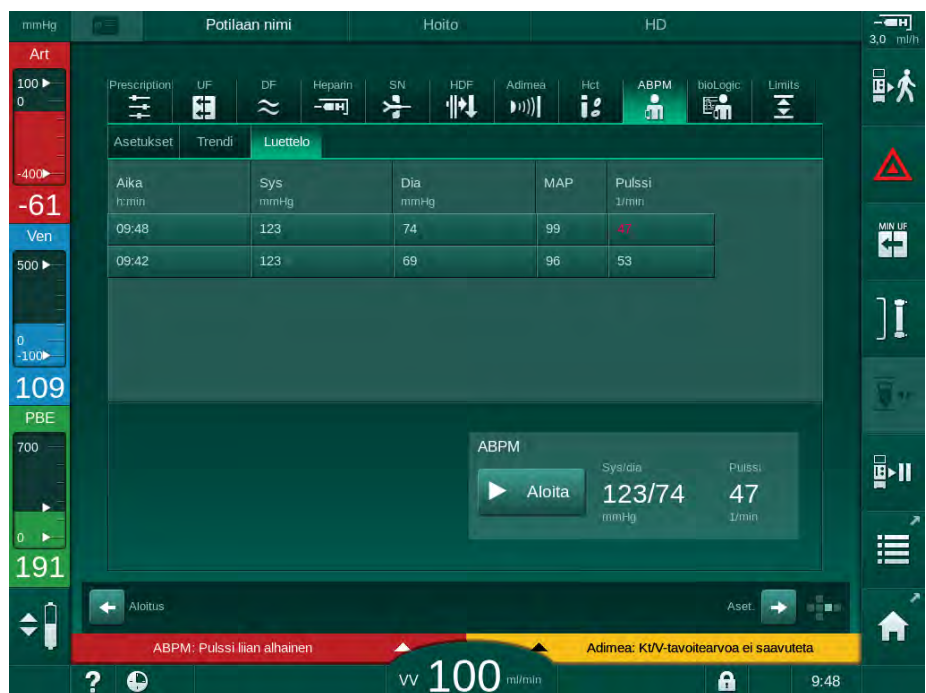 mmHg
Potilaan nimi Hoito HD
3,0 ml/h
Art
100
0
-400
-61
Ven
500
0
-100
109
PBE
700
0
191
Prescription UF DF Heparin SN HDF Adimea Hct ABPM bioLogic Limits
Asetukset Trendi Luettelo
Aika Sys Dia MAP Pulssi
h:min mmHg mmHg 1/min
09:48 123 74 99 47
09:42 123 69 96 53
ABPM
Sys/dia Pulssi
Aloita 123/74 47
mmHg 1/min
MIN UF
Aloitus Aset.
ABPM: Pulssi liian alhainen Adimea: Kt/V-tavoitearvoa ei saavuteta
? VV 100 ml/min 9:48